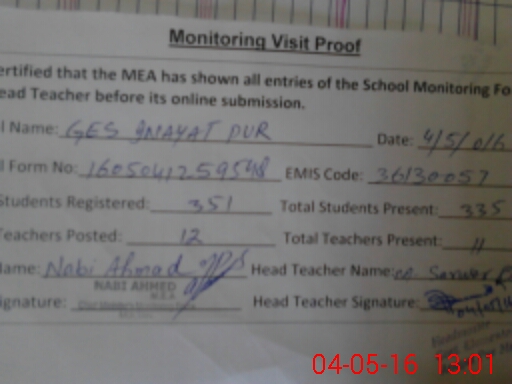 Monitoring Visit Proof
ertified that the MEA has shown all entries of the School Monitoring Fo
ead Teacher before its online submission.
l Name: GES INAYAT PUR Date: 4/5/016
l Form No: EMIS Code: 36130057
Students Registered: 351 Total Students Present: 335
Teachers Posted: 12 Total Teachers Present: 11
Name: Nabi Ahmad Head Teacher Name: Sarwar
NABI AHMED
M.E.A
ignature: Head Teacher Signature:
04-05-16 13:01